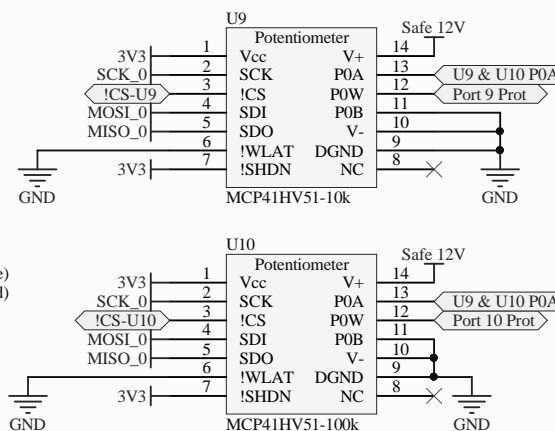 U9
Safe 12V
Potentiometer
3V3 1 Vcc V+ 14
SCK_0 2 SCK P0A 13 U9 & U10 P0A
!CS-U9 3 !CS P0W 12 Port 9 Prot
MOSI_0 4 SDI P0B 11
MISO_0 5 SDO V- 10
6 !WLAT DGND 9
3V3 7 !SHDN NC 8
GND MCP41HV51-10k GND
U10
Safe 12V
Potentiometer
3V3 1 Vcc V+ 14
SCK_0 2 SCK P0A 13 U9 & U10 P0A
!CS-U10 3 !CS P0W 12 Port 10 Prot
MOSI_0 4 SDI P0B 11
MISO_0 5 SDO V- 10
6 !WLAT DGND 9
3V3 7 !SHDN NC 8
GND MCP41HV51-100k GND